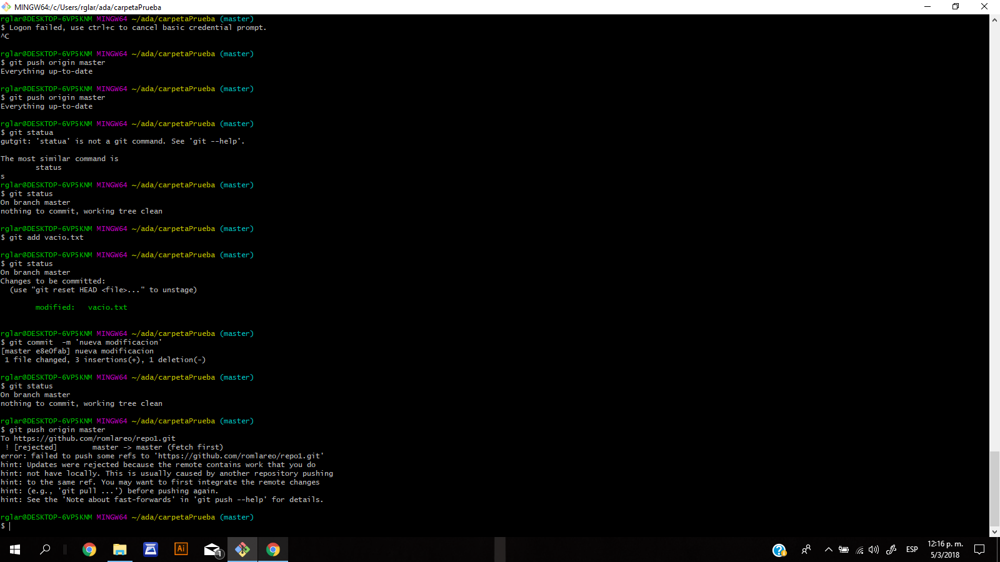 MINGW64:/c/Users/rglar/ada/carpetaPrueba
rglar@DESKTOP-6VP5KNM MINGW64 ~/ada/carpetaPrueba (master)
$ Logon failed, use ctrl+c to cancel basic credential prompt.
^C
rglar@DESKTOP-6VP5KNM MINGW64 ~/ada/carpetaPrueba (master)
$ git push origin master
Everything up-to-date
rglar@DESKTOP-6VP5KNM MINGW64 ~/ada/carpetaPrueba (master)
$ git push origin master
Everything up-to-date
rglar@DESKTOP-6VP5KNM MINGW64 ~/ada/carpetaPrueba (master)
$ git statua
gutgit: 'statua' is not a git command. See 'git --help'.
The most similar command is
status
s
rglar@DESKTOP-6VP5KNM MINGW64 ~/ada/carpetaPrueba (master)
$ git status
On branch master
nothing to commit, working tree clean
rglar@DESKTOP-6VP5KNM MINGW64 ~/ada/carpetaPrueba (master)
$ git add vacio.txt
rglar@DESKTOP-6VP5KNM MINGW64 ~/ada/carpetaPrueba (master)
$ git status
On branch master
Changes to be committed:
(use "git reset HEAD <file>..." to unstage)
modified:   vacio.txt
rglar@DESKTOP-6VP5KNM MINGW64 ~/ada/carpetaPrueba (master)
$ git commit  -m 'nueva modificacion'
[master e8e0fab] nueva modificacion
1 file changed, 3 insertions(+), 1 deletion(-)
rglar@DESKTOP-6VP5KNM MINGW64 ~/ada/carpetaPrueba (master)
$ git status
On branch master
nothing to commit, working tree clean
rglar@DESKTOP-6VP5KNM MINGW64 ~/ada/carpetaPrueba (master)
$ git push origin master
To https://github.com/romlareo/repo1.git
! [rejected]        master -> master (fetch first)
error: failed to push some refs to 'https://github.com/romlareo/repo1.git'
hint: Updates were rejected because the remote contains work that you do
hint: not have locally. This is usually caused by another repository pushing
hint: to the same ref. You may want to first integrate the remote changes
hint: (e.g., 'git pull ...') before pushing again.
hint: See the 'Note about fast-forwards' in 'git push --help' for details.
rglar@DESKTOP-6VP5KNM MINGW64 ~/ada/carpetaPrueba (master)
$
Ai
1
ESP
12:16 p. m.
5/3/2018